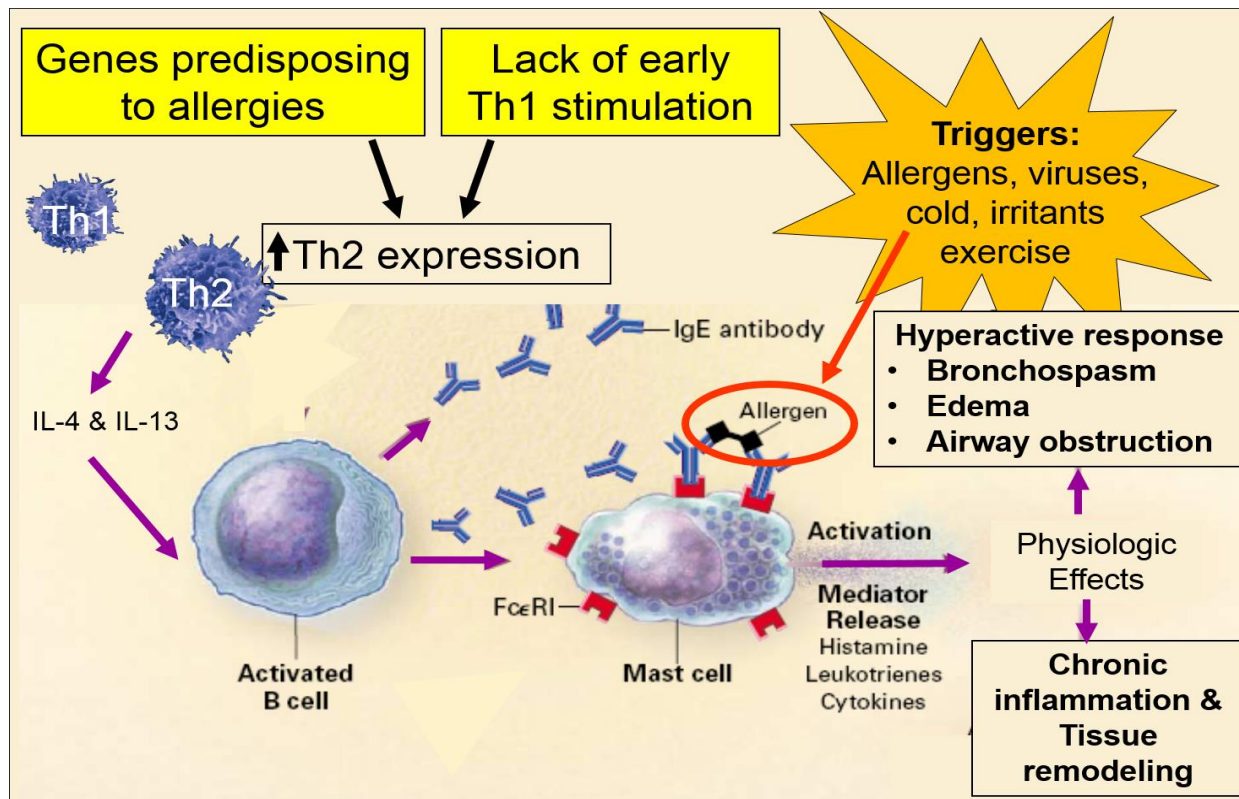 Genes predisposing
to allergies
Lack of early
Th1 stimulation
Triggers:
Allergens, viruses,
cold, irritants
exercise
Th1
Th2
Th2 expression
IgE antibody
Hyperactive response
• Bronchospasm
• Edema
• Airway obstruction
IL-4 & IL-13
Allergen
Activation
Mediator
Release
Histamine
Leukotrienes
Cytokines
Physiologic
Effects
FcεRI
Activated
B cell
Mast cell
Chronic
inflammation &
Tissue
remodeling